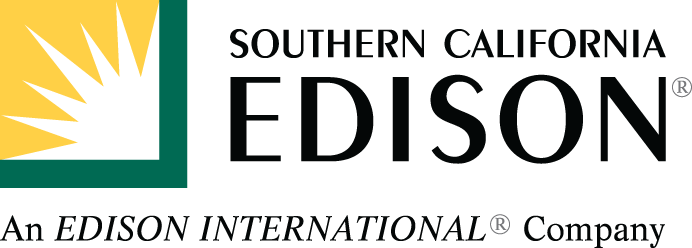 SOUTHERN CALIFORNIA
EDISON®
An EDISON INTERNATIONAL® Company